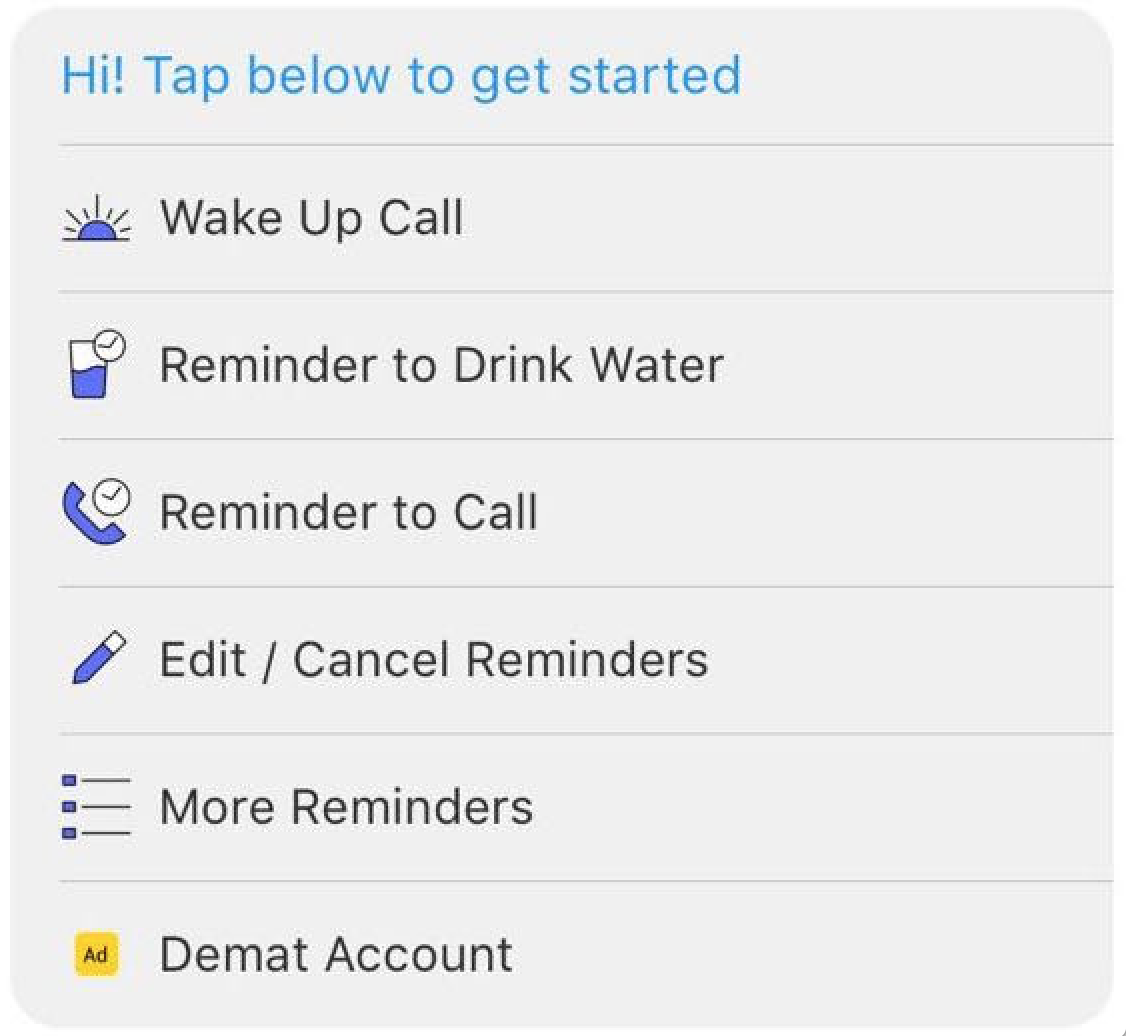 Hi! Tap below to get started
Wake Up Call
Reminder to Drink Water
Reminder to Call
Edit / Cancel Reminders
More Reminders
Ad Demat Account